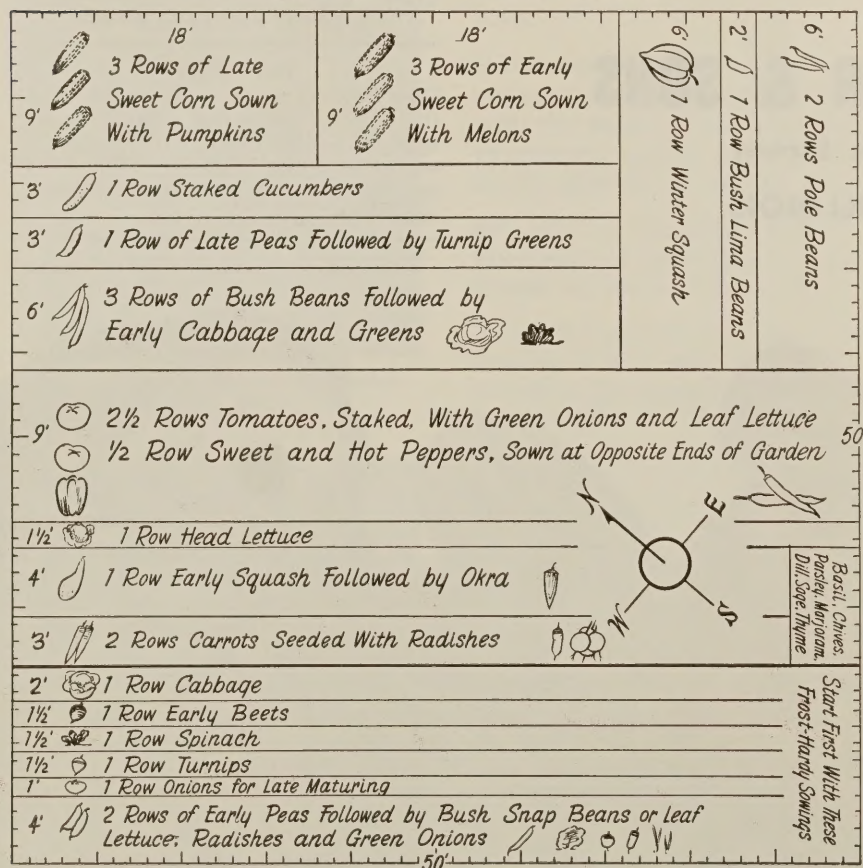 18'
9'
3 Rows of Late
Sweet Corn Sown
With Pumpkins
18'
9'
3 Rows of Early
Sweet Corn Sown
With Melons
6'
1 Row Winter Squash
2'
1 Row Bush Lima Beans
6'
2 Rows Pole Beans
3'
1 Row Staked Cucumbers
3'
1 Row of Late Peas Followed by Turnip Greens
6'
3 Rows of Bush Beans Followed by
Early Cabbage and Greens
9'
2½ Rows Tomatoes, Staked, With Green Onions and Leaf Lettuce
½ Row Sweet and Hot Peppers, Sown at Opposite Ends of Garden
50'
N
E
W
S
1½'
1 Row Head Lettuce
4'
1 Row Early Squash Followed by Okra
3'
2 Rows Carrots Seeded With Radishes
Basil, Chives,
Parsley, Marjoram,
Dill, Sage, Thyme
2'
1 Row Cabbage
1½'
1 Row Early Beets
1½'
1 Row Spinach
1½'
1 Row Turnips
1'
1 Row Onions for Late Maturing
4'
2 Rows of Early Peas Followed by Bush Snap Beans or Leaf
Lettuce, Radishes and Green Onions
Start First With These
Frost-Hardy Sowings
50'